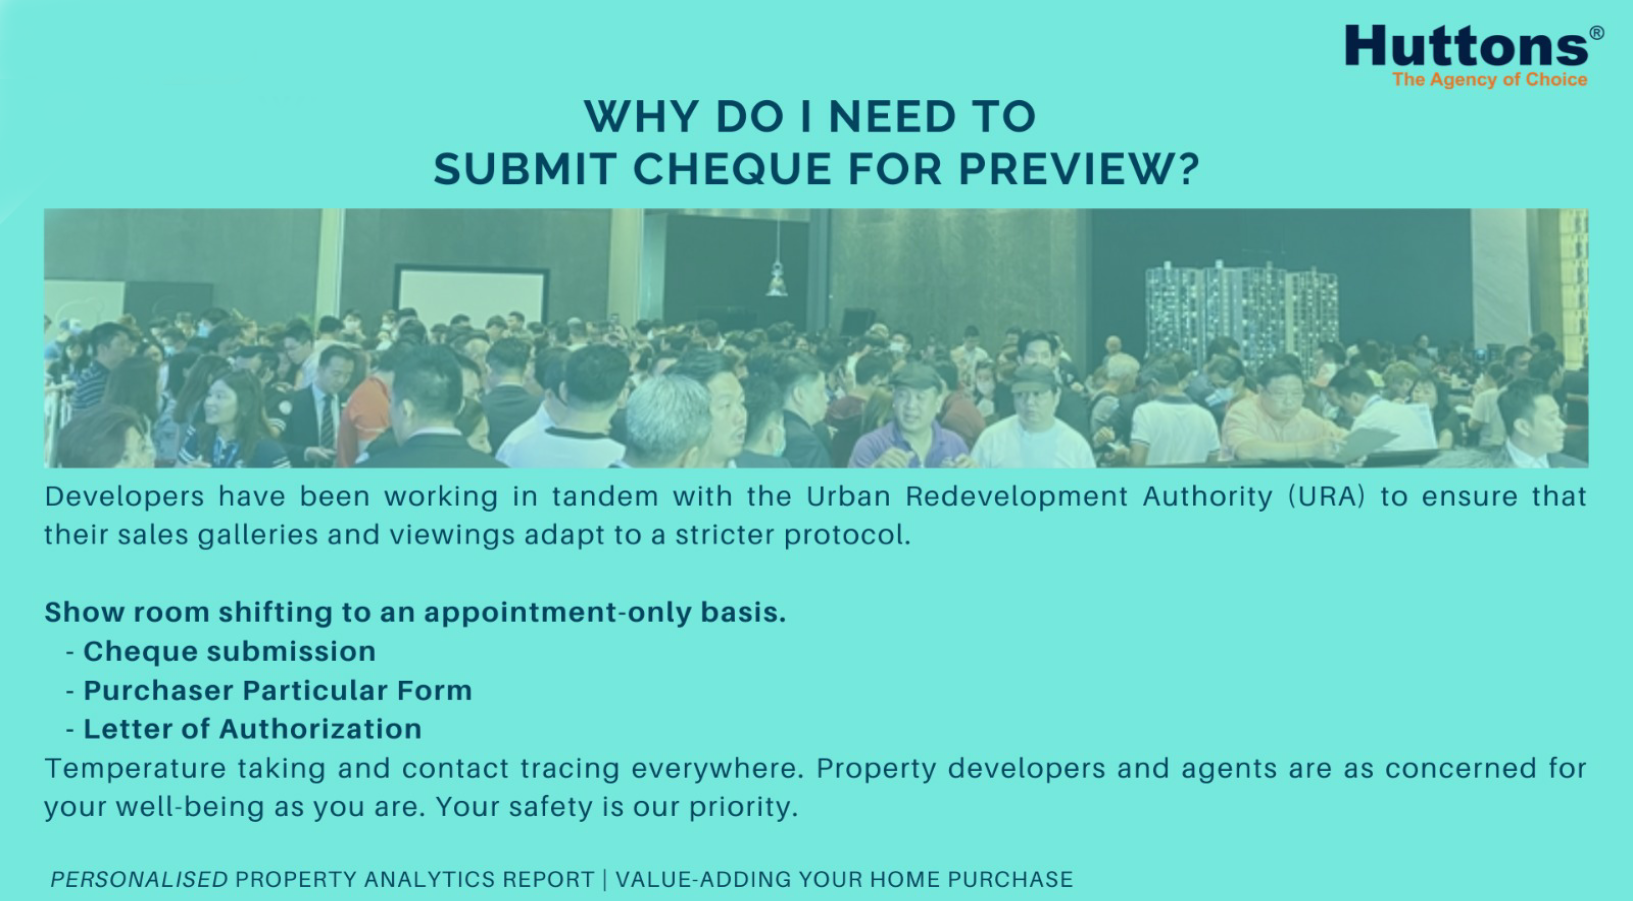 Huttons®
The Agency of Choice
WHY DO I NEED TO
SUBMIT CHEQUE FOR PREVIEW?
Developers have been working in tandem with the Urban Redevelopment Authority (URA) to ensure that
their sales galleries and viewings adapt to a stricter protocol.
Show room shifting to an appointment-only basis.
- Cheque submission
- Purchaser Particular Form
- Letter of Authorization
Temperature taking and contact tracing everywhere. Property developers and agents are as concerned for
your well-being as you are. Your safety is our priority.
PERSONALISED PROPERTY ANALYTICS REPORT | VALUE-ADDING YOUR HOME PURCHASE